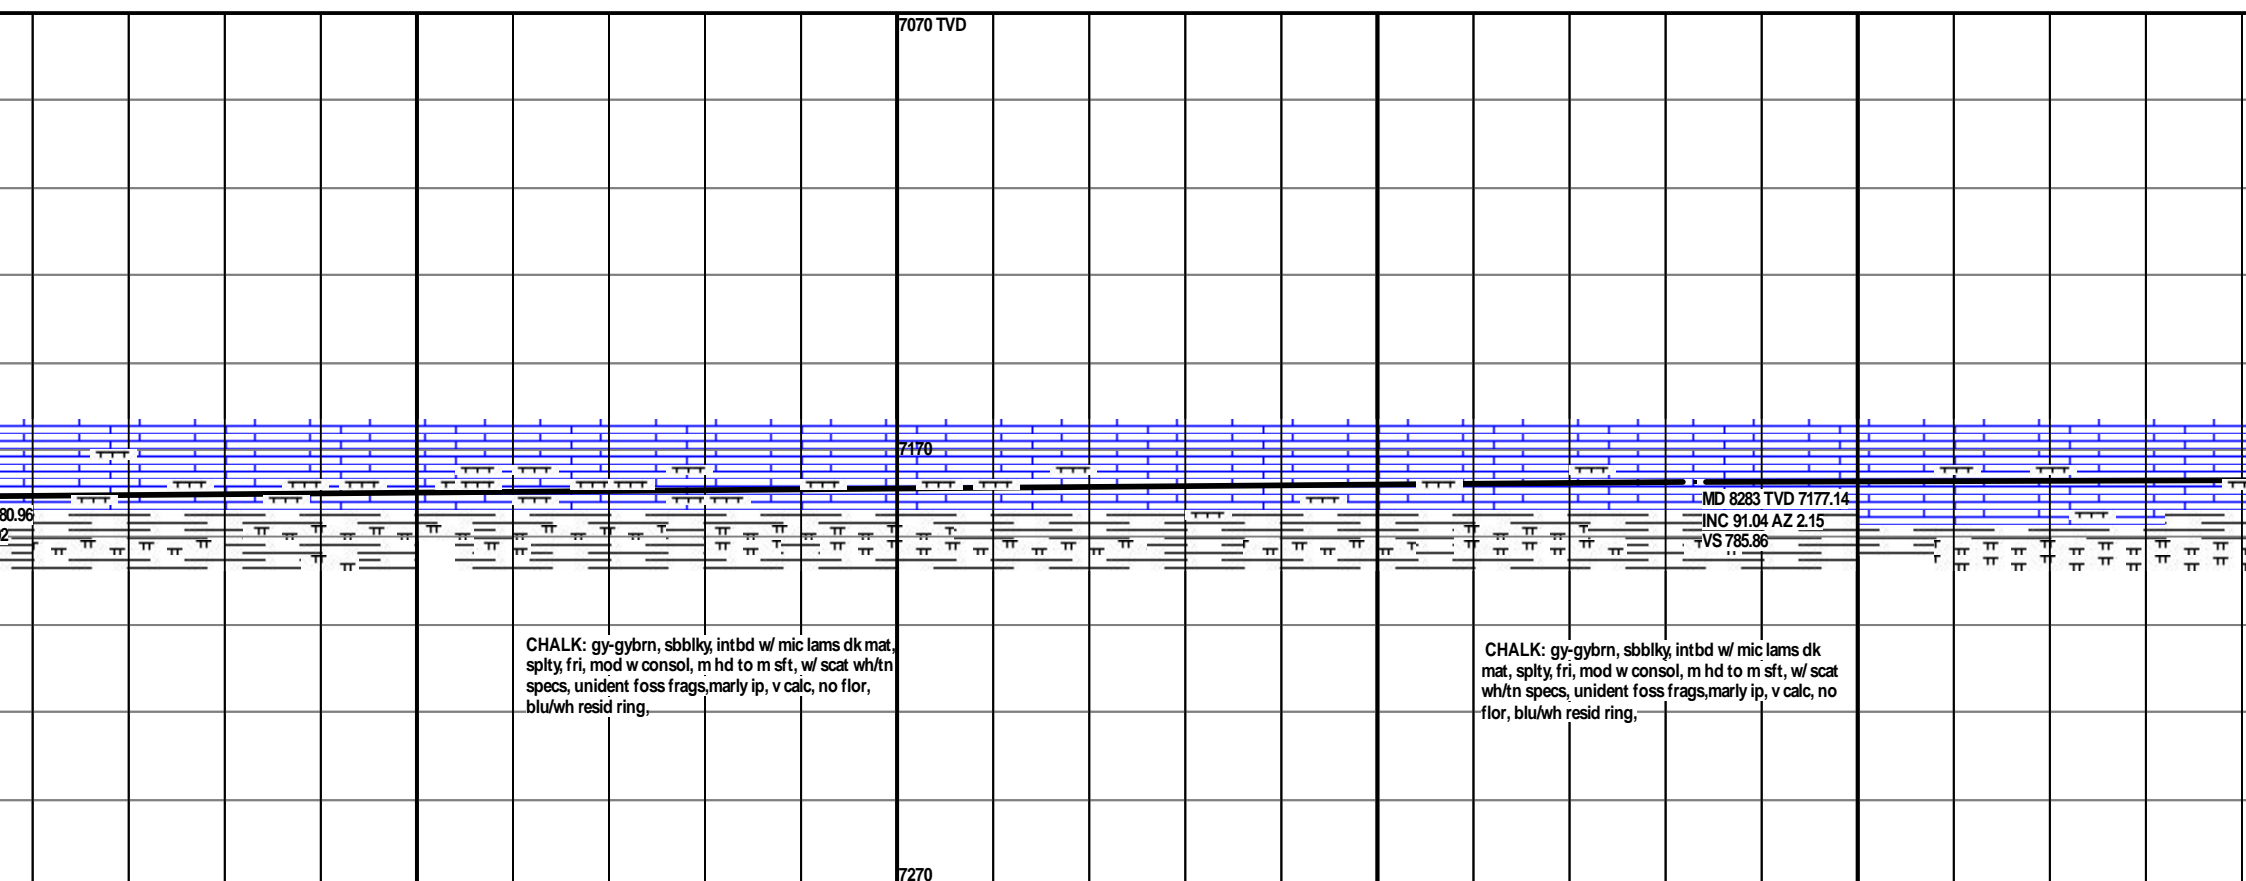 7070 TVD
7170
80.96
2
MD 8283 TVD 7177.14
INC 91.04 AZ 2.15
VS 785.86
CHALK: gy-gybrn, sbblky, intbd w/ mic lams dk mat,
splty, fri, mod w consol, m hd to m sft, w/ scat wh/tn
specs, unident foss frags,marly ip, v calc, no flor,
blu/wh resid ring,
CHALK: gy-gybrn, sbblky, intbd w/ mic lams dk
mat, splty, fri, mod w consol, m hd to m sft, w/ scat
wh/tn specs, unident foss frags,marly ip, v calc, no
flor, blu/wh resid ring,
7270